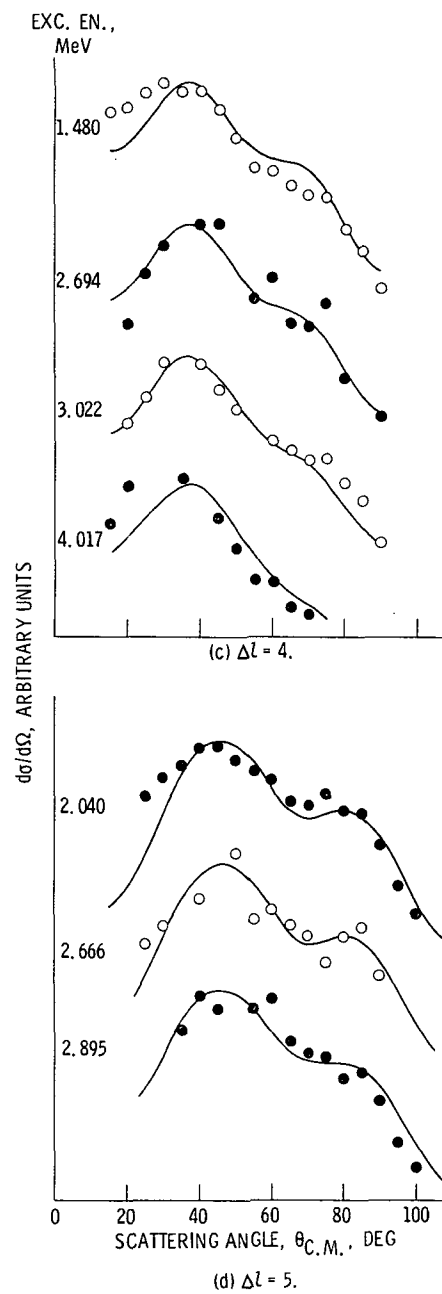 EXC. EN.,
MeV
1.480
2.694
3.022
4.017
(c) Δl = 4.
dσ/dΩ, ARBITRARY UNITS
2.040
2.666
2.895
0 20 40 60 80 100
SCATTERING ANGLE, θC.M., DEG
(d) Δl = 5.